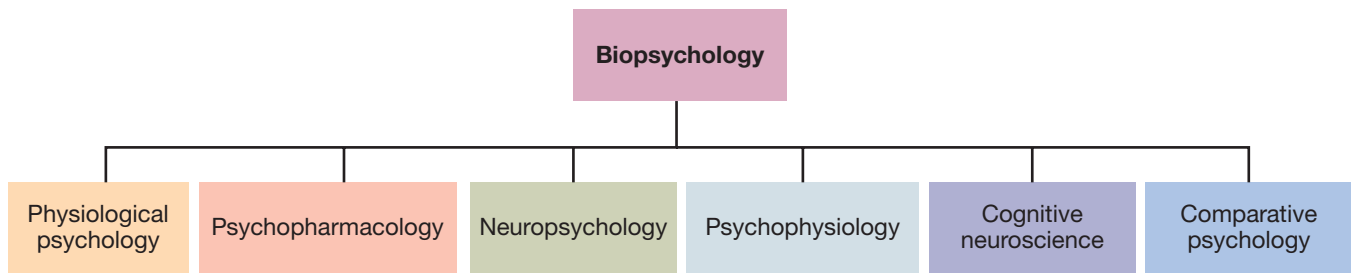 Biopsychology
Physiological
psychology
Psychopharmacology
Neuropsychology
Psychophysiology
Cognitive
neuroscience
Comparative
psychology